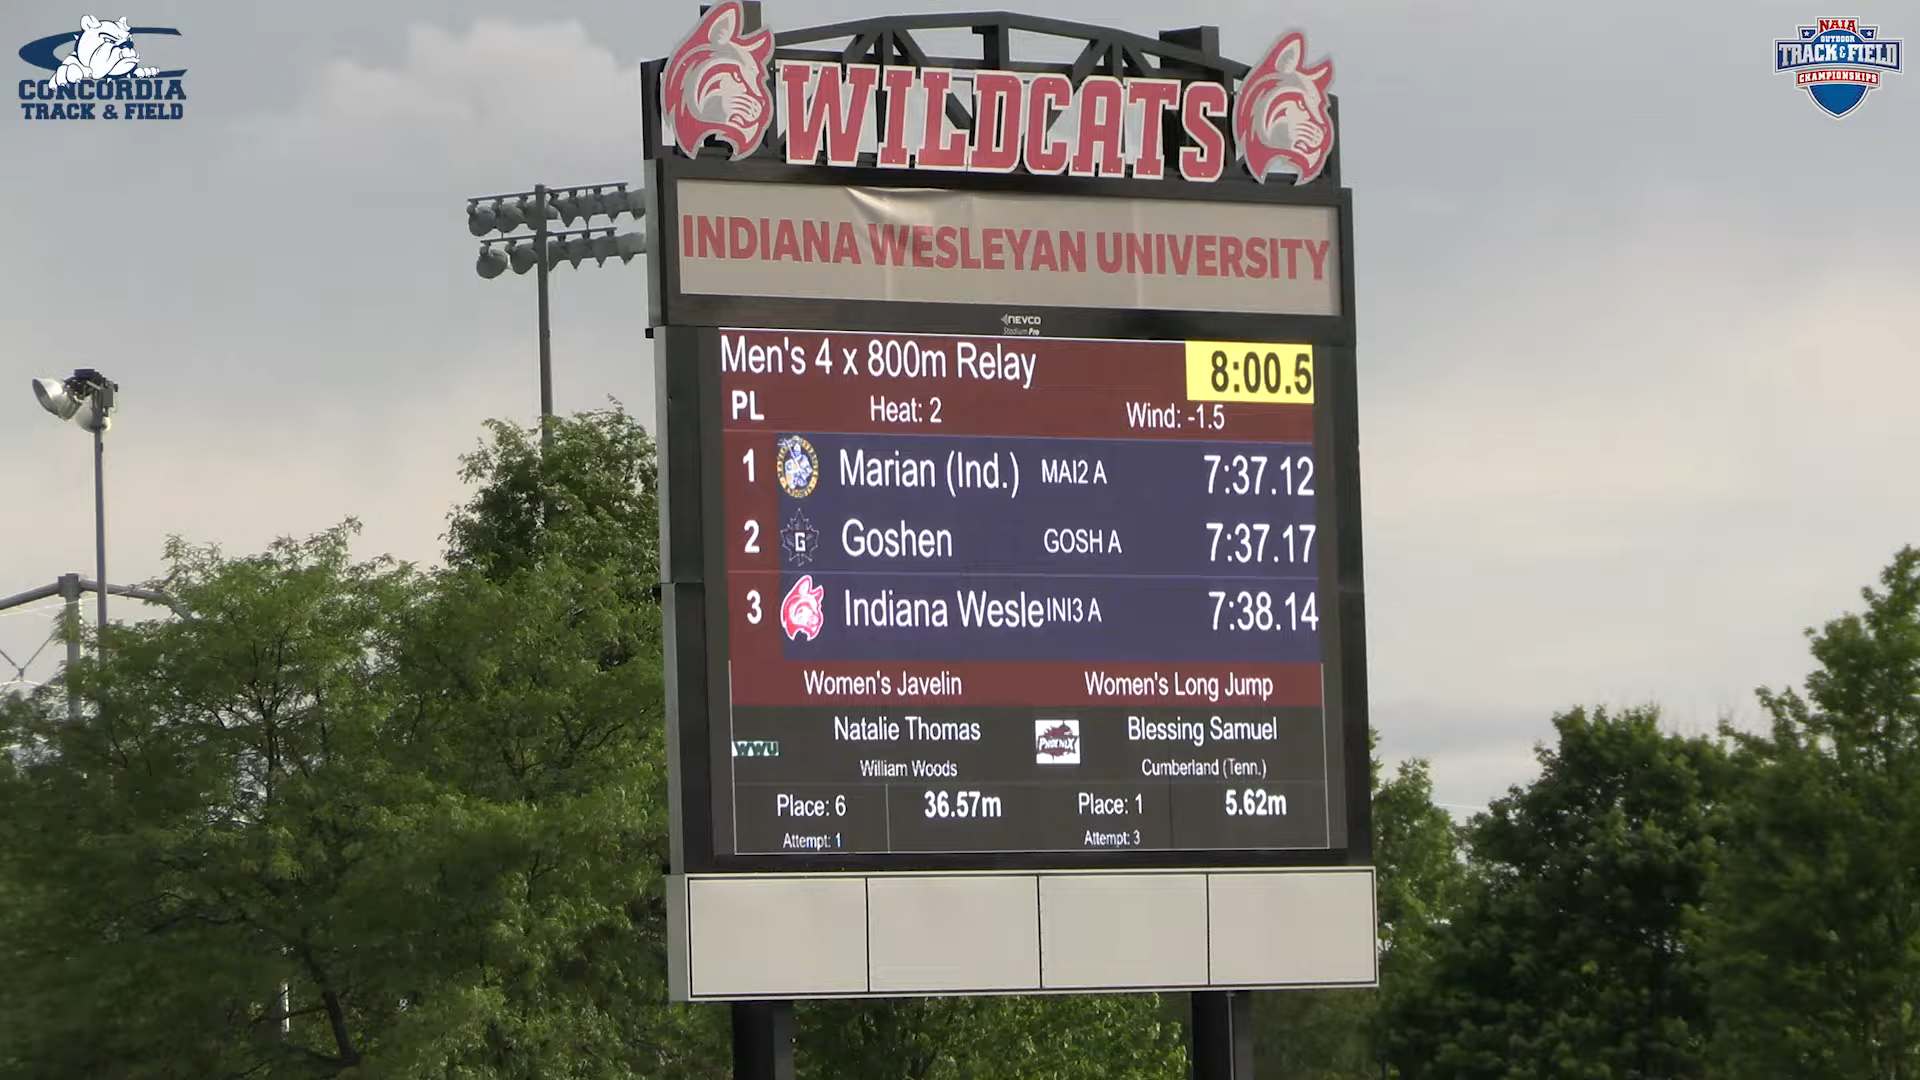 CONCORDIA
TRACK & FIELD
NAIA
OUTDOOR
TRACK & FIELD
CHAMPIONSHIPS
WILDCATS
INDIANA WESLEYAN UNIVERSITY
NEVCO
Stadium Pro
Men's 4 x 800m Relay 8:00.5
PL Heat: 2 Wind: -1.5
1 Marian (Ind.) MAI2 A 7:37.12
2 G Goshen GOSH A 7:37.17
3 Indiana Wesle INI3 A 7:38.14
Women's Javelin Women's Long Jump
Natalie Thomas Blessing Samuel
WWU PHOENIX
William Woods Cumberland (Tenn.)
Place: 6 36.57m Place: 1 5.62m
Attempt: 1 Attempt: 3